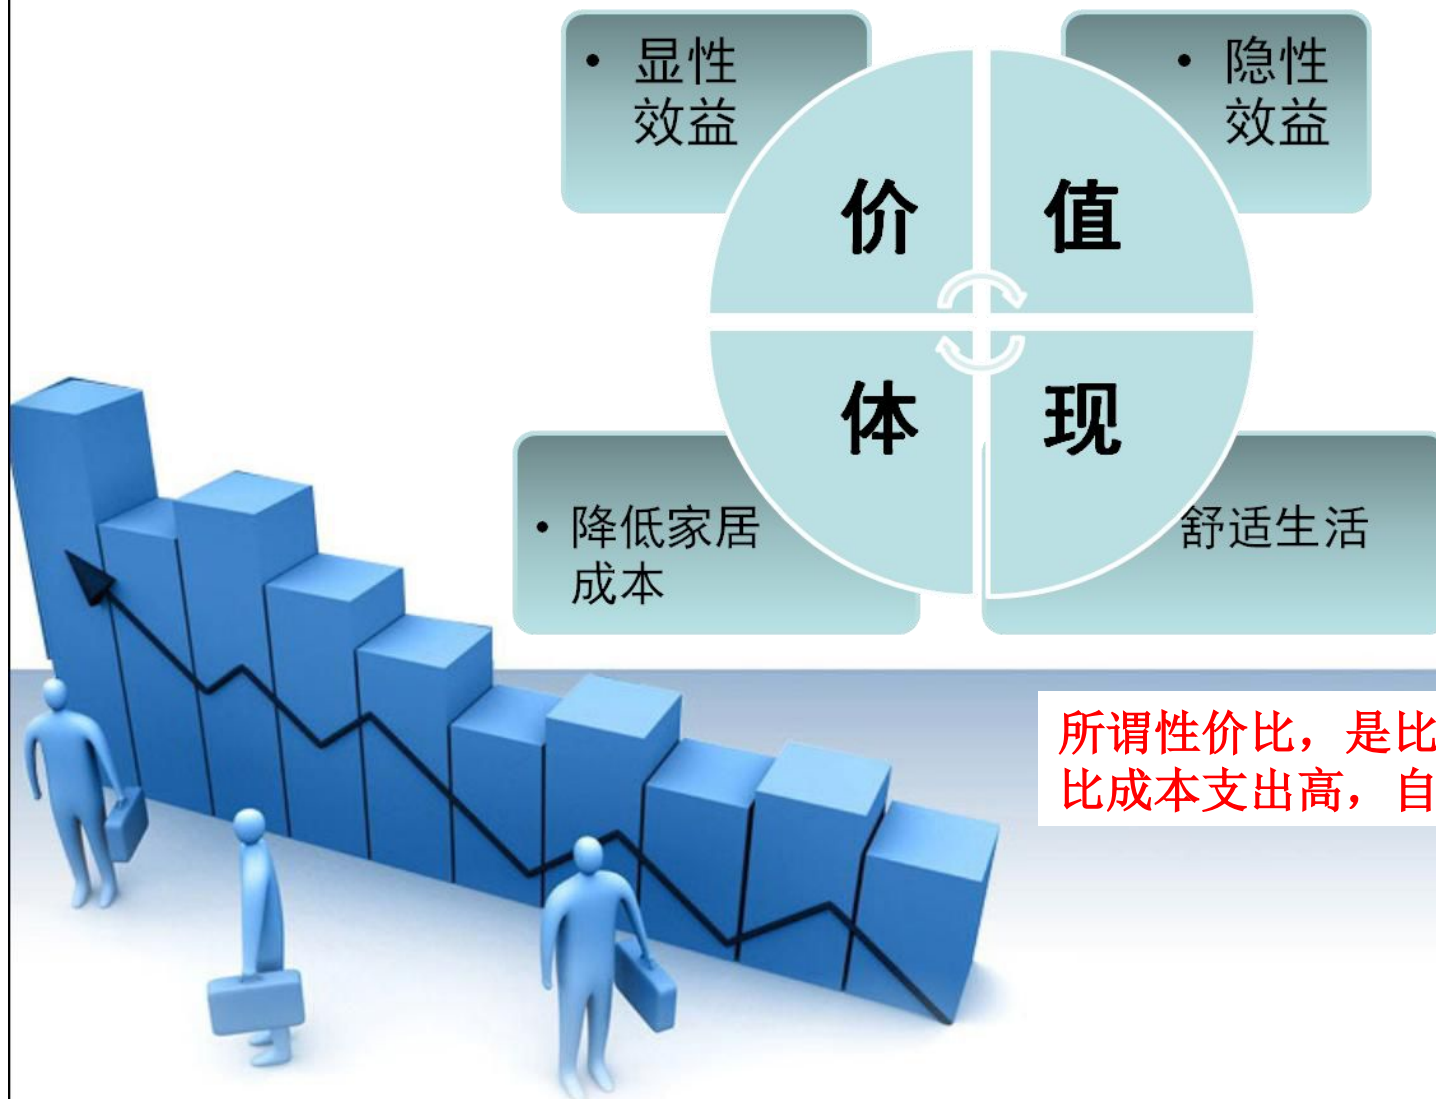 • 显性
效益
• 隐性
效益
价 值
体 现
• 降低家居
成本
舒适生活
所谓性价比，是比
比成本支出高，自